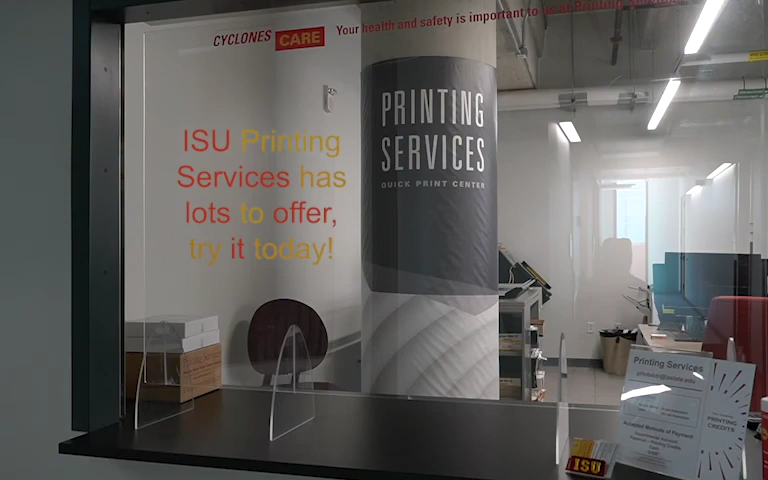 CYCLONES CARE
Your health and safety is important to us at Printing
PRINTING
SERVICES
QUICK PRINT CENTER
ISU Printing
Services has
lots to offer,
try it today!
Printing Services
Accepted Methods of Payment
PRINTING
CREDITS
ISU